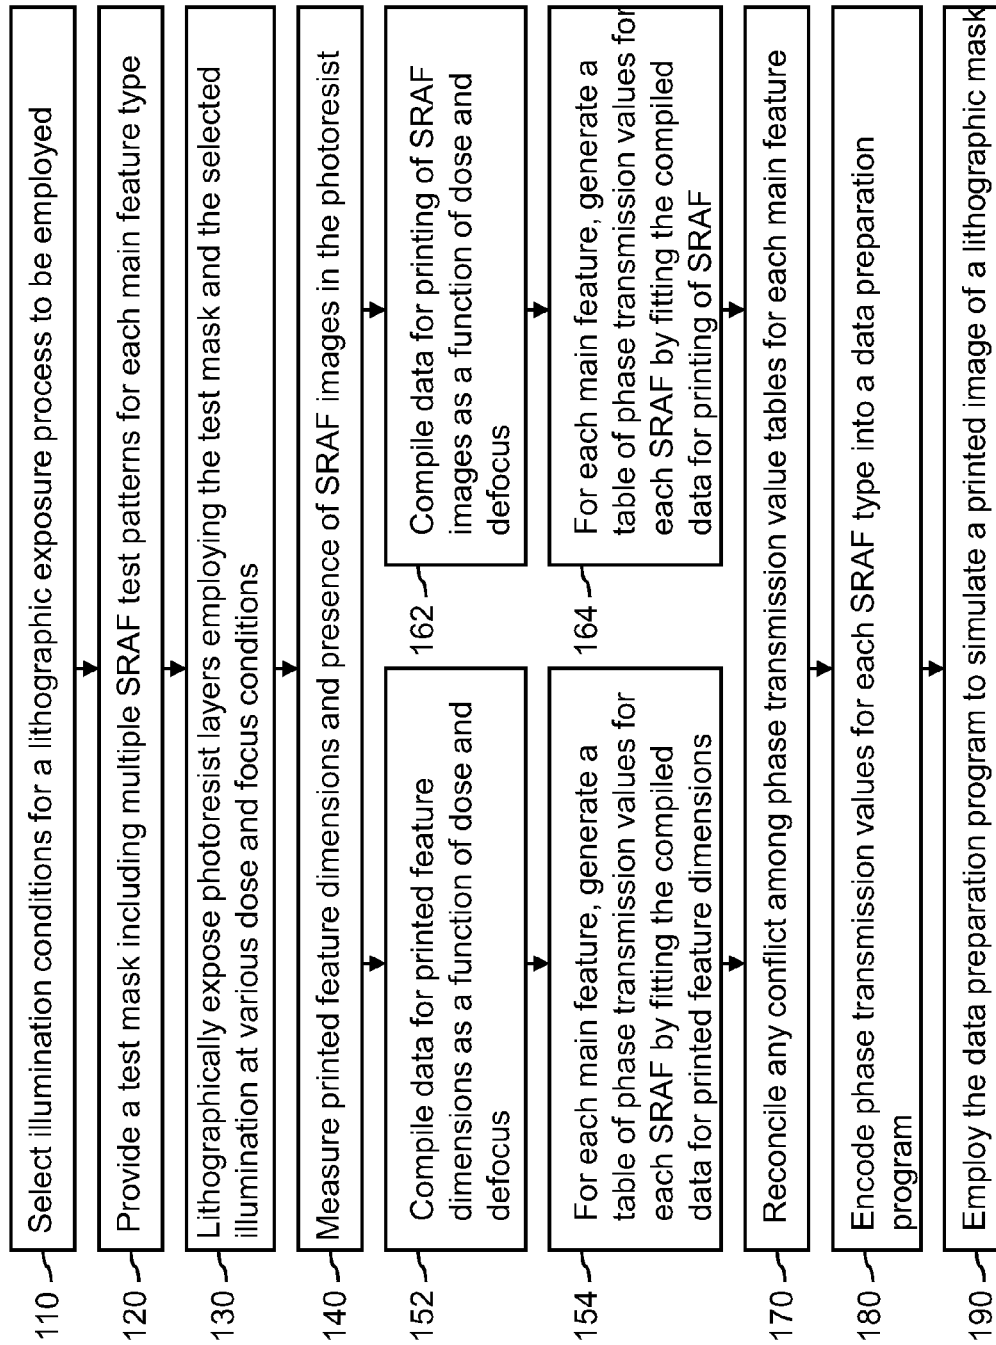 110
Select illumination conditions for a lithographic exposure process to be employed
120
Provide a test mask including multiple SRAF test patterns for each main feature type
130
Lithographically expose photoresist layers employing the test mask and the selected
illumination at various dose and focus conditions
140
Measure printed feature dimensions and presence of SRAF images in the photoresist
152
Compile data for printed feature
dimensions as a function of dose and
defocus
162
Compile data for printing of SRAF
images as a function of dose and
defocus
154
For each main feature, generate a
table of phase transmission values for
each SRAF by fitting the compiled
data for printed feature dimensions
164
For each main feature, generate a
table of phase transmission values for
each SRAF by fitting the compiled
data for printing of SRAF
170
Reconcile any conflict among phase transmission value tables for each main feature
180
Encode phase transmission values for each SRAF type into a data preparation
program
190
Employ the data preparation program to simulate a printed image of a lithographic mask